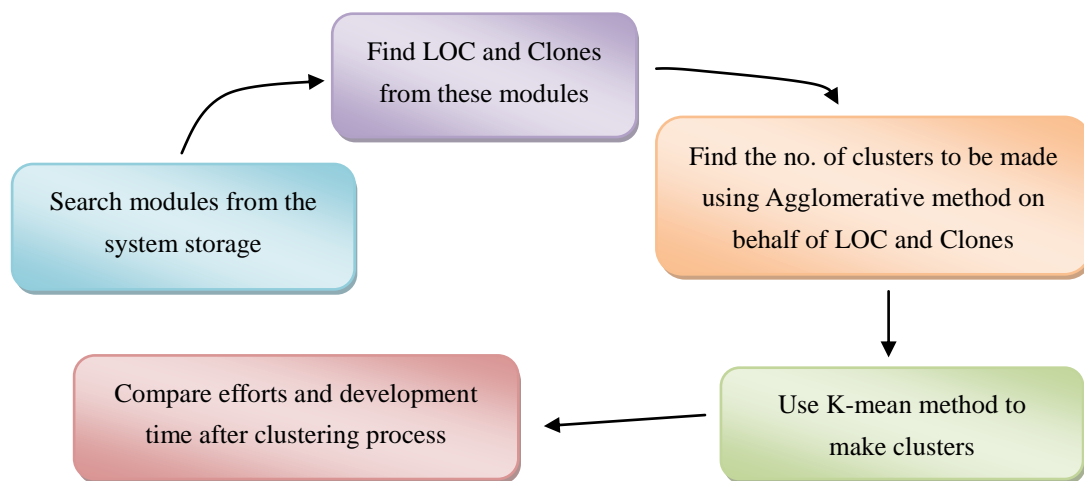 Search modules from the
system storage
Find LOC and Clones
from these modules
Find the no. of clusters to be made
using Agglomerative method on
behalf of LOC and Clones
Use K-mean method to
make clusters
Compare efforts and development
time after clustering process